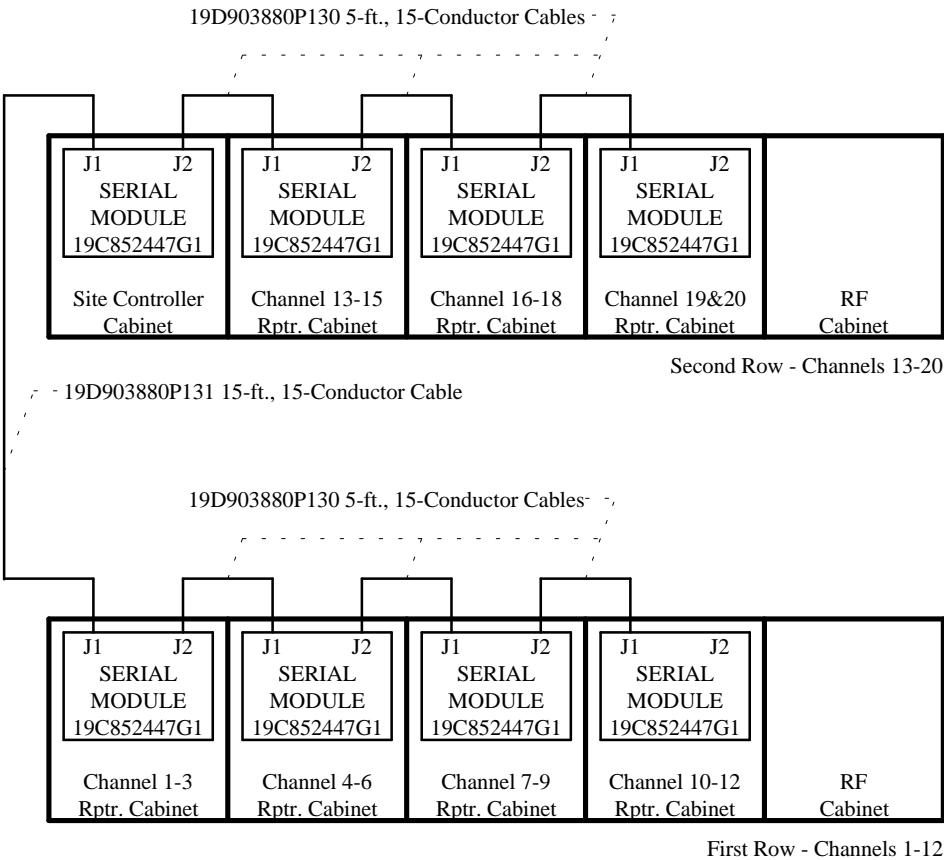 19D903880P130 5-ft., 15-Conductor Cables
J1 J2 J1 J2 J1 J2 J1 J2
SERIAL SERIAL SERIAL SERIAL
MODULE MODULE MODULE MODULE
19C852447G1 19C852447G1 19C852447G1 19C852447G1
Site Controller Channel 13-15 Channel 16-18 Channel 19&20 RF
Cabinet Rptr. Cabinet Rptr. Cabinet Rptr. Cabinet Cabinet
Second Row - Channels 13-20
19D903880P131 15-ft., 15-Conductor Cable
19D903880P130 5-ft., 15-Conductor Cables
J1 J2 J1 J2 J1 J2 J1 J2
SERIAL SERIAL SERIAL SERIAL
MODULE MODULE MODULE MODULE
19C852447G1 19C852447G1 19C852447G1 19C852447G1
Channel 1-3 Channel 4-6 Channel 7-9 Channel 10-12 RF
Rptr. Cabinet Rptr. Cabinet Rptr. Cabinet Rptr. Cabinet Cabinet
First Row - Channels 1-12